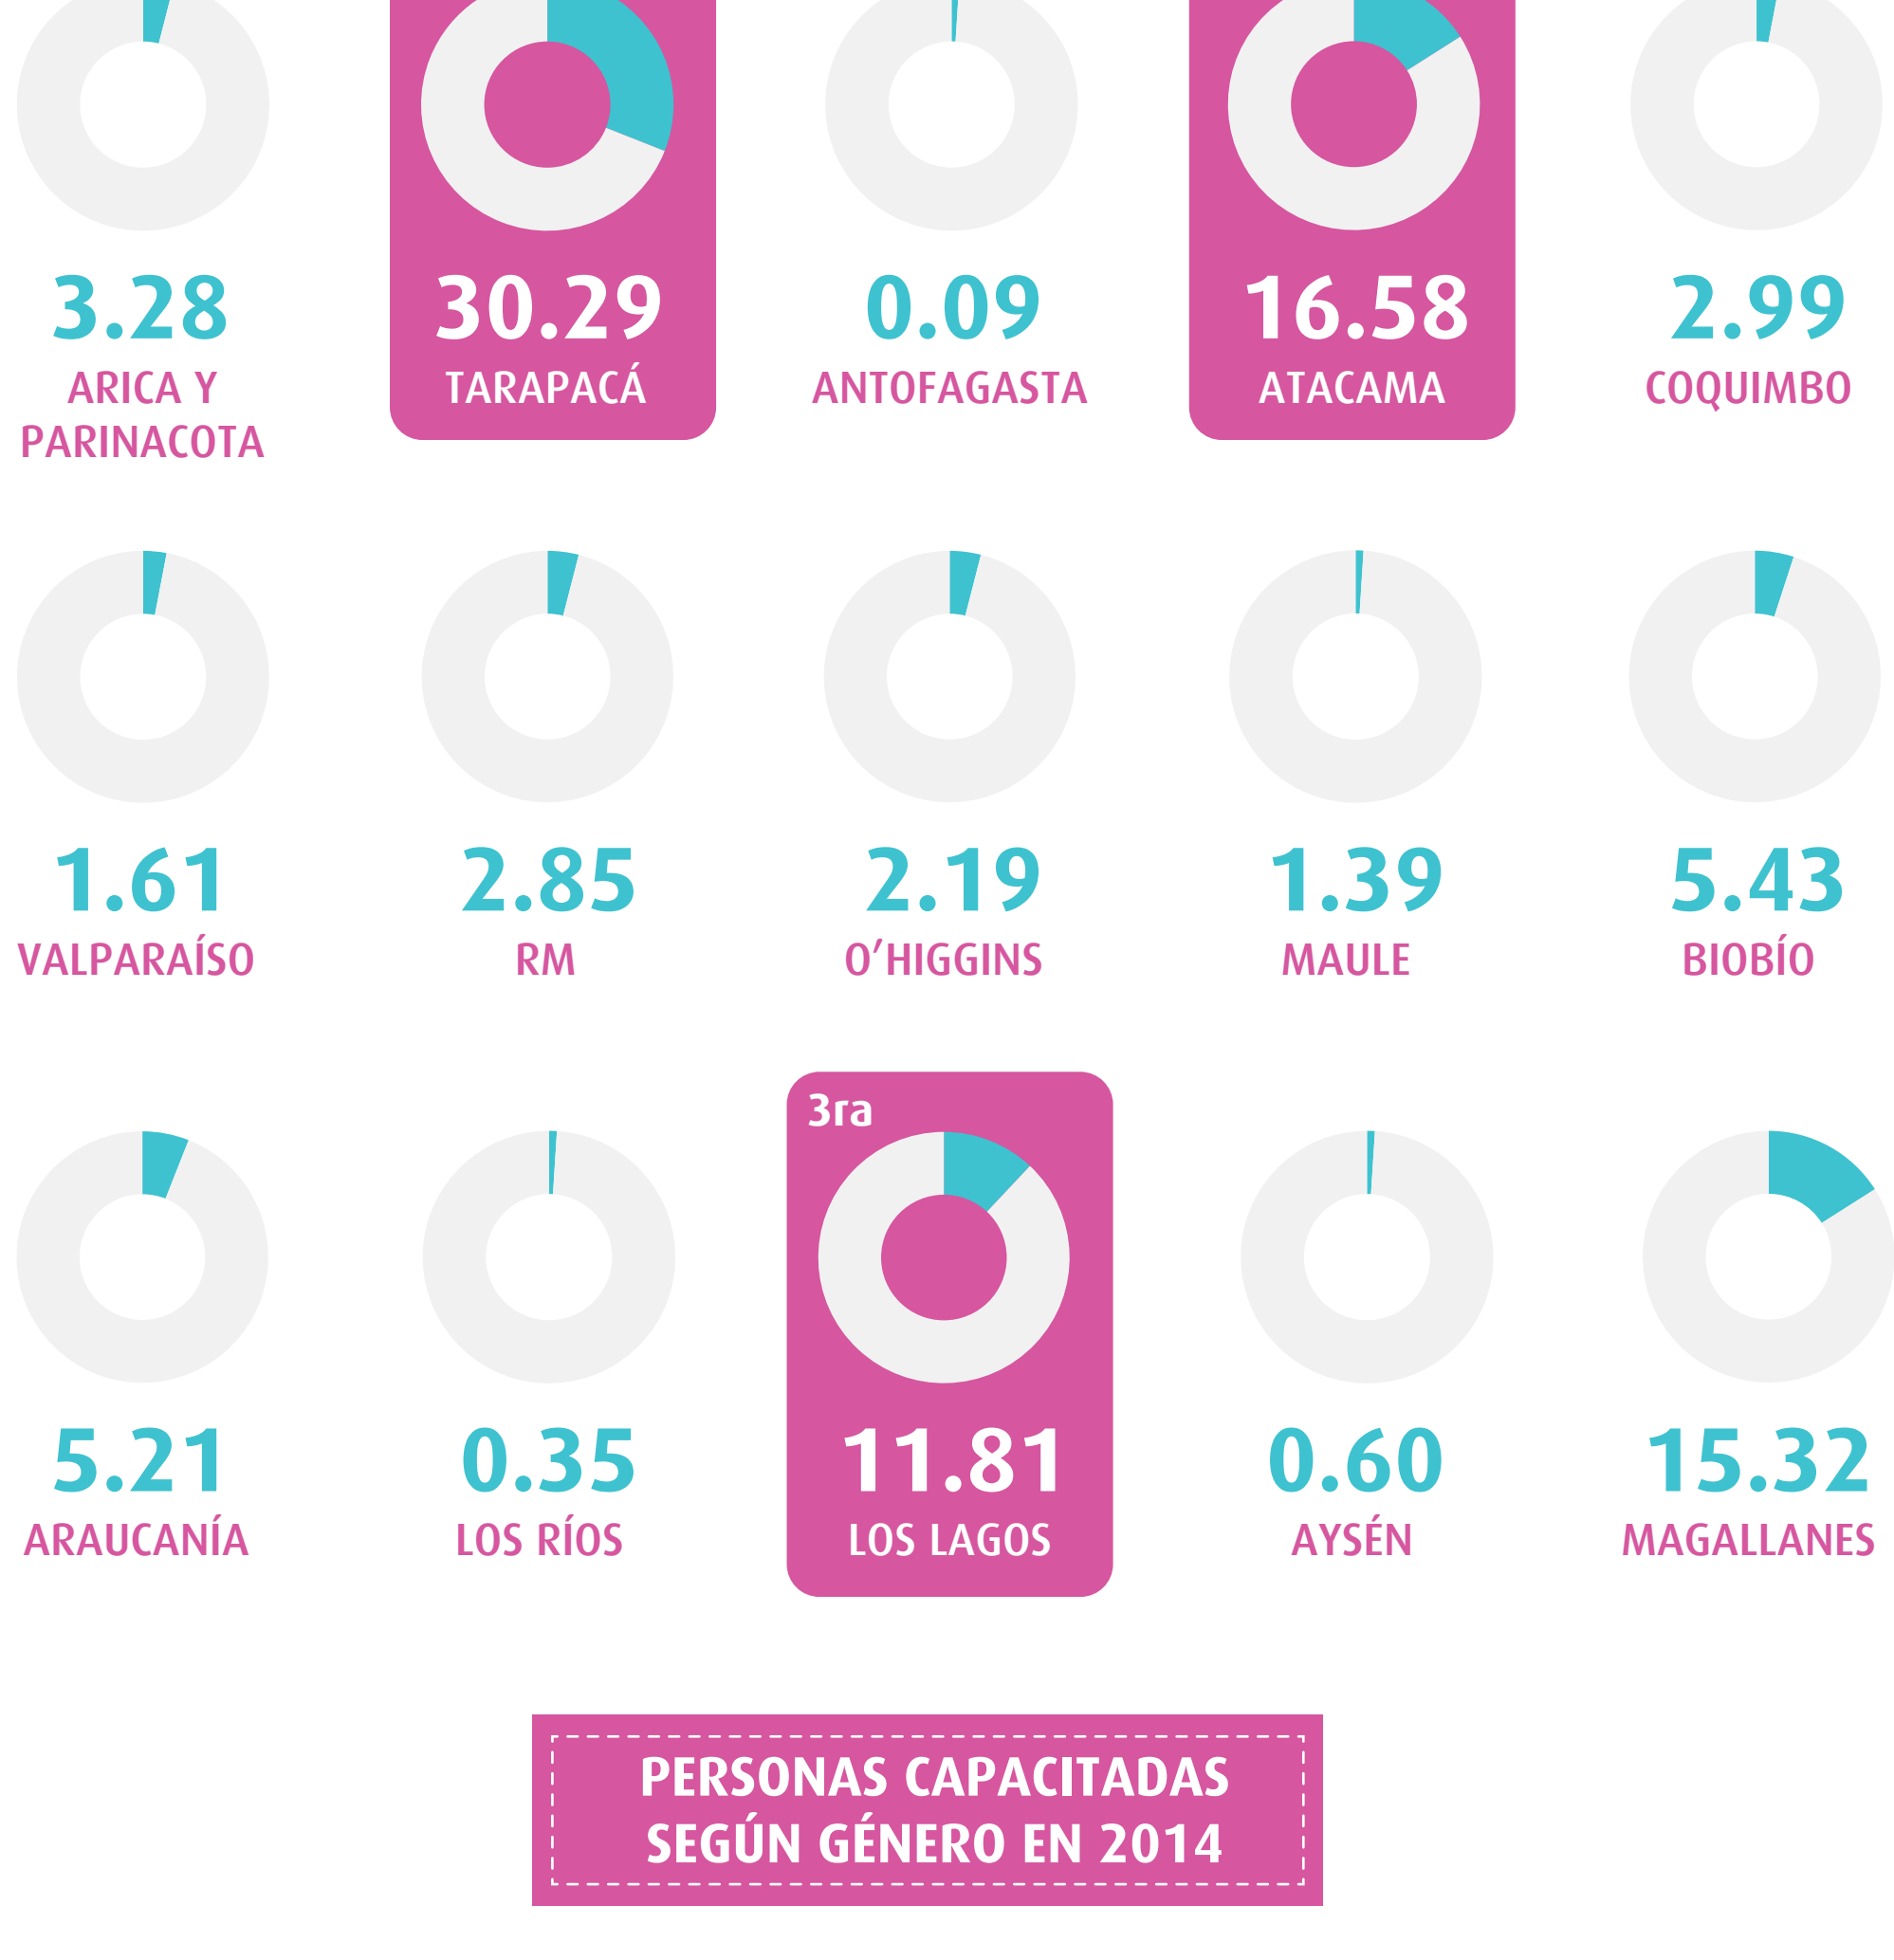 3.28
ARICA Y
PARINACOTA
30.29
TARAPACÁ
0.09
ANTOFAGASTA
16.58
ATACAMA
2.99
COQUIMBO
1.61
VALPARAÍSO
2.85
RM
2.19
O’HIGGINS
1.39
MAULE
5.43
BIOBÍO
5.21
ARAUCANÍA
0.35
LOS RÍOS
3ra
11.81
LOS LAGOS
0.60
AYSÉN
15.32
MAGALLANES
PERSONAS CAPACITADAS
SEGÚN GÉNERO EN 2014